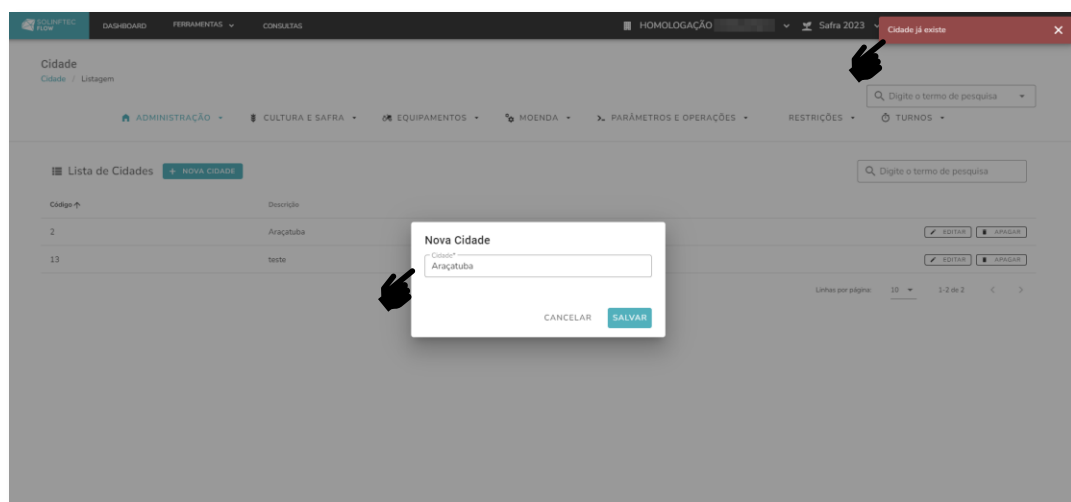 SOLINFTEC
FLOW
DASHBOARD
FERRAMENTAS
CONSULTAS
HOMOLOGAÇÃO
Safra 2023
Cidade já existe
Cidade
Cidade / Listagem
Digite o termo de pesquisa
ADMINISTRAÇÃO
CULTURA E SAFRA
EQUIPAMENTOS
MOENDA
PARÂMETROS E OPERAÇÕES
RESTRIÇÕES
TURNOS
Lista de Cidades
+ NOVA CIDADE
Digite o termo de pesquisa
Código
Descrição
2
Araçatuba
EDITAR
APAGAR
13
teste
EDITAR
APAGAR
Nova Cidade
Cidade*
Araçatuba
CANCELAR
SALVAR
Linhas por página:
10
1-2 de 2